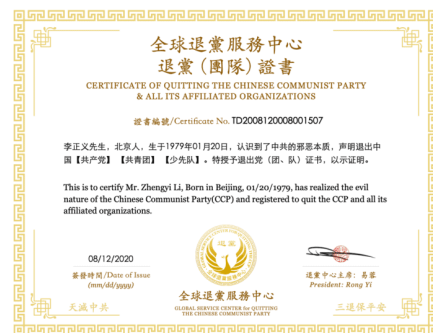 全球退黨服務中心
退黨（團隊）證書
CERTIFICATE OF QUITTING THE CHINESE COMMUNIST PARTY
& ALL ITS AFFILIATED ORGANIZATIONS
證書編號/Certificate No. TD2008120008001507
李正义先生，北京人，生于1979年01月20日，认识到了中共的邪恶本质，声明退出中
国【共产党】【共青团】【少先队】。特授予退出党（团、队）证书，以示证明。
This is to certify Mr. Zhengyi Li, Born in Beijing, 01/20/1979, has realized the evil
nature of the Chinese Communist Party(CCP) and registered to quit the CCP and all its
affiliated organizations.
08/12/2020
簽發時間/Date of Issue
(mm/dd/yyyy)
天滅中共
退黨
全球退黨服務中心
GLOBAL SERVICE CENTER for QUITTING
THE CHINESE COMMUNIST PARTY
退黨中心主席：易蓉
President: Rong Yi
三退保平安